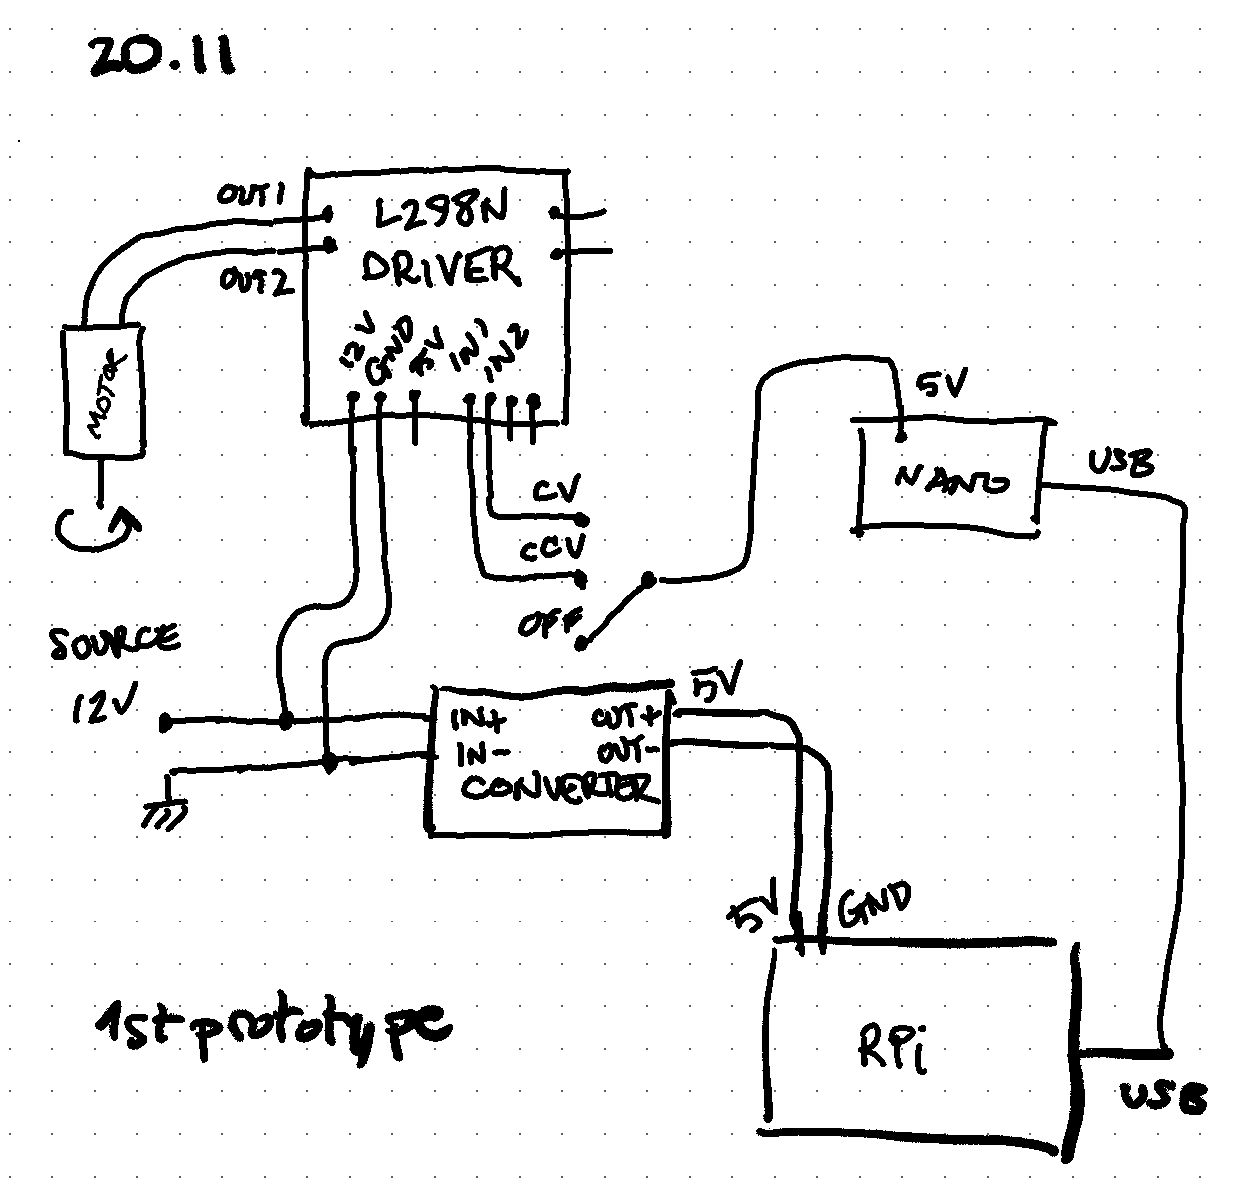 20.11
OUT1
L298N
DRIVER
OUT2
12V
GND
5V
IN1
IN2
MOTOR
5V
NANO
USB
CV
CCV
OFF
SOURCE
12V
5V
IN+
OUT+
IN-
OUT-
CONVERTER
5V
GND
1st prototype
RPi
USB